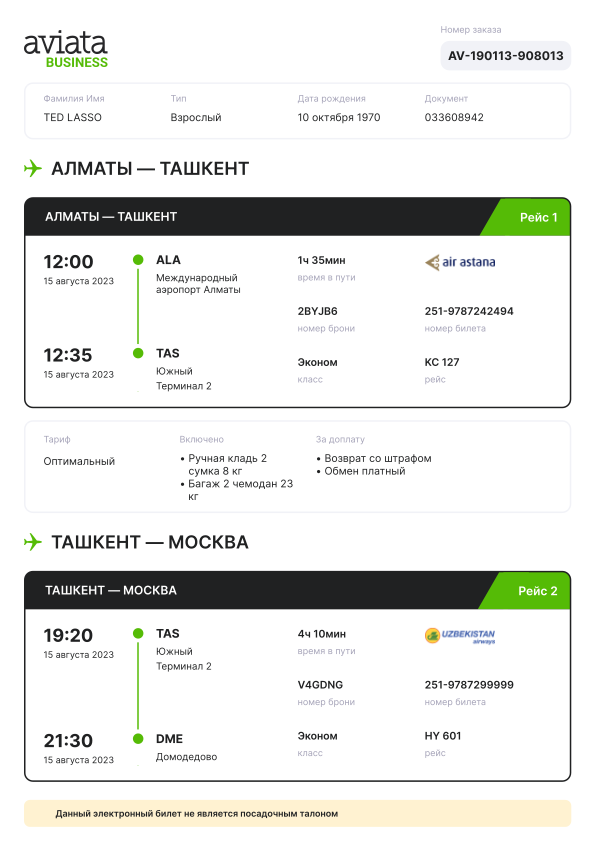 aviata
BUSINESS
Номер заказа
AV-190113-908013
Фамилия Имя
Тип
Дата рождения
Документ
TED LASSO
Взрослый
10 октября 1970
033608942
АЛМАТЫ — ТАШКЕНТ
АЛМАТЫ — ТАШКЕНТ
Рейс 1
12:00
15 августа 2023
ALA
Международный
аэропорт Алматы
12:35
15 августа 2023
TAS
Южный
Терминал 2
1ч 35мин
время в пути
air astana
2BYJB6
номер брони
251-9787242494
номер билета
Эконом
класс
KC 127
рейс
Тариф
Оптимальный
Включено
• Ручная кладь 2
сумка 8 кг
• Багаж 2 чемодан 23
кг
За доплату
• Возврат со штрафом
• Обмен платный
ТАШКЕНТ — МОСКВА
ТАШКЕНТ — МОСКВА
Рейс 2
19:20
15 августа 2023
TAS
Южный
Терминал 2
21:30
15 августа 2023
DME
Домодедово
4ч 10мин
время в пути
UZBEKISTAN
airways
V4GDNG
номер брони
251-9787299999
номер билета
Эконом
класс
HY 601
рейс
Данный электронный билет не является посадочным талоном